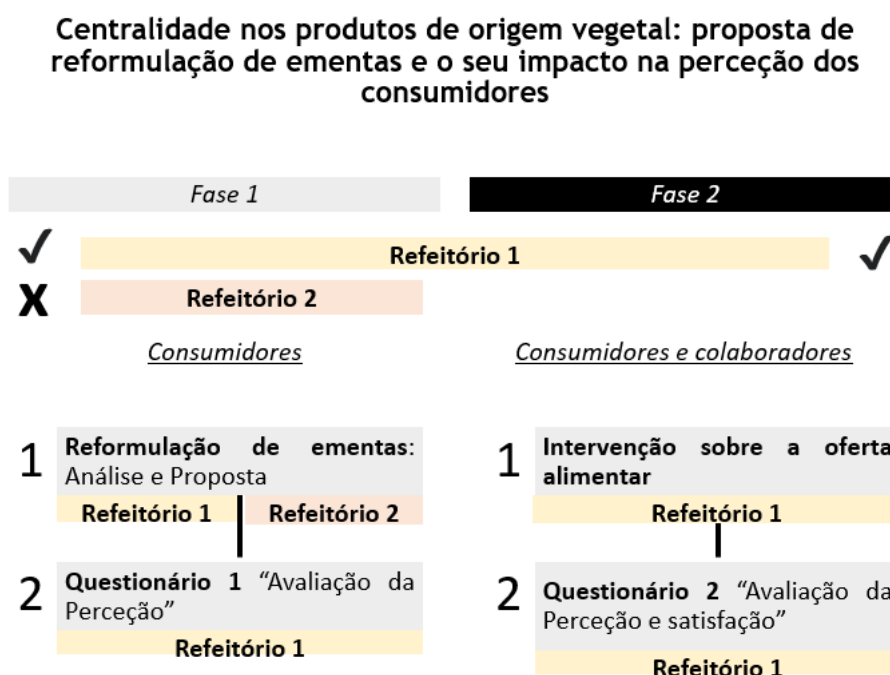 Centralidade nos produtos de origem vegetal: proposta de
reformulação de ementas e o seu impacto na perceção dos
consumidores
Fase 1
Fase 2
Refeitório 1
X
Refeitório 2
Consumidores
Consumidores e colaboradores
1
Reformulação de ementas:
Análise e Proposta
Refeitório 1
Refeitório 2
2
Questionário 1 “Avaliação da
Perceção”
Refeitório 1
1
Intervenção sobre a oferta
alimentar
Refeitório 1
2
Questionário 2 “Avaliação da
Perceção e satisfação”
Refeitório 1